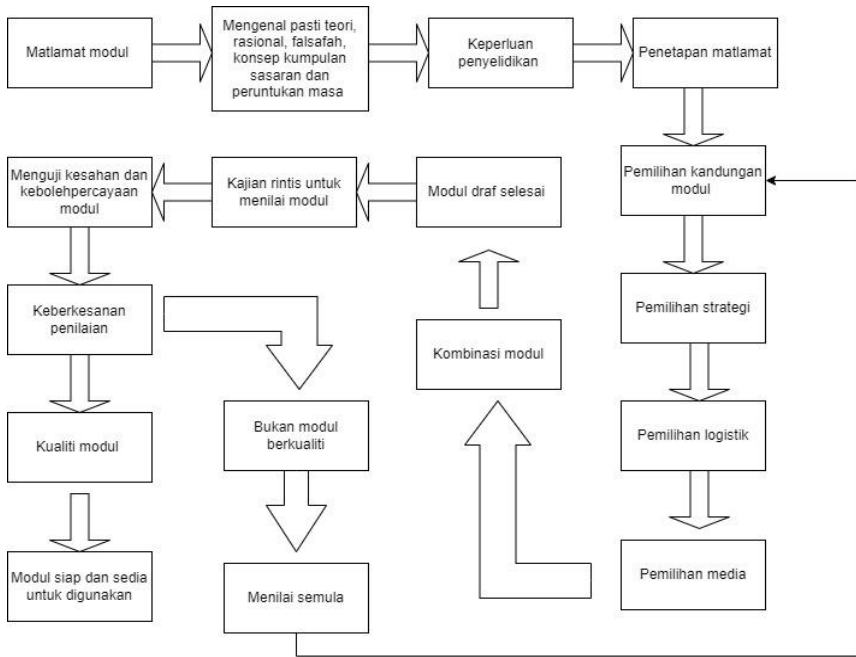 Matlamat modul
Mengenal pasti teori,
rasional, falsafah,
konsep kumpulan
sasaran dan
peruntukan masa
Keperluan
penyelidikan
Penetapan matlamat
Pemilihan kandungan
modul
Pemilihan strategi
Pemilihan logistik
Pemilihan media
Kombinasi modul
Modul draf selesai
Kajian rintis untuk
menilai modul
Menguji kesahan dan
kebolehpercayaan
modul
Keberkesanan
penilaian
Kualiti modul
Modul siap dan sedia
untuk digunakan
Bukan modul
berkualiti
Menilai semula